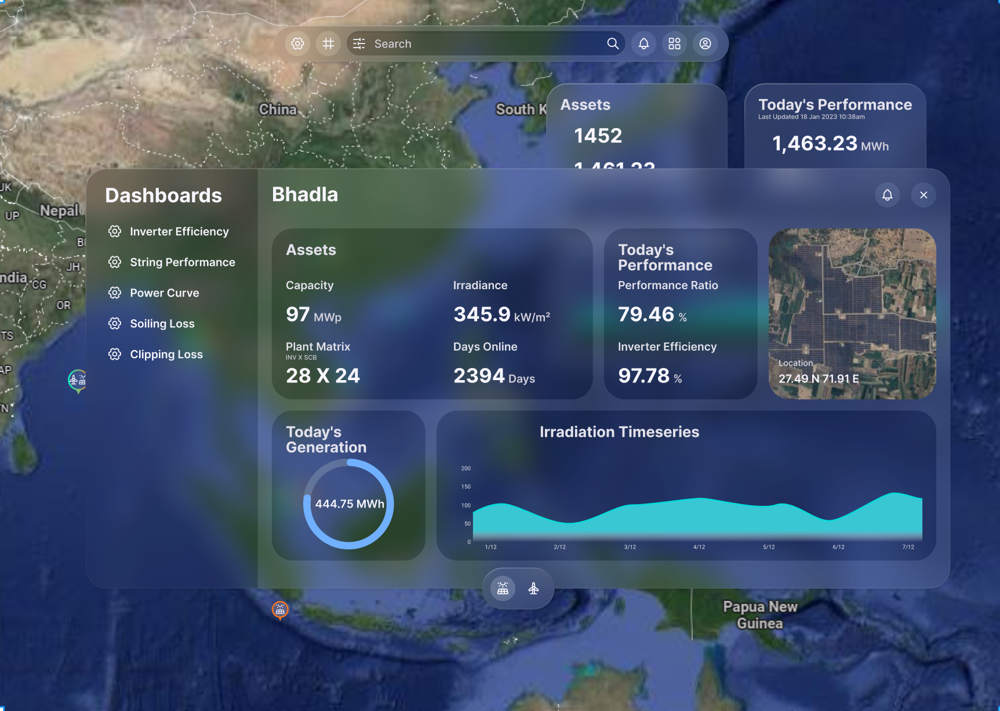 Search
China
South K
Assets
1452
1,461.23
Today's Performance
Last Updated 18 Jan 2023 10:38am
1,463.23 MWh
UP
Nepal
JH
ndia
CG
OR
TS
AP
Dashboards
Inverter Efficiency
String Performance
Power Curve
Soiling Loss
Clipping Loss
Bhadla
Assets
Capacity
97 MWp
Irradiance
345.9 kW/m²
Plant Matrix
INV X SCB
28 X 24
Days Online
2394 Days
Today's
Performance
Performance Ratio
79.46 %
Inverter Efficiency
97.78 %
Location
27.49 N 71.91 E
Today's
Generation
444.75 MWh
Irradiation Timeseries
200
150
100
50
0
1/12
2/12
3/12
4/12
5/12
6/12
7/12
Papua New
Guinea